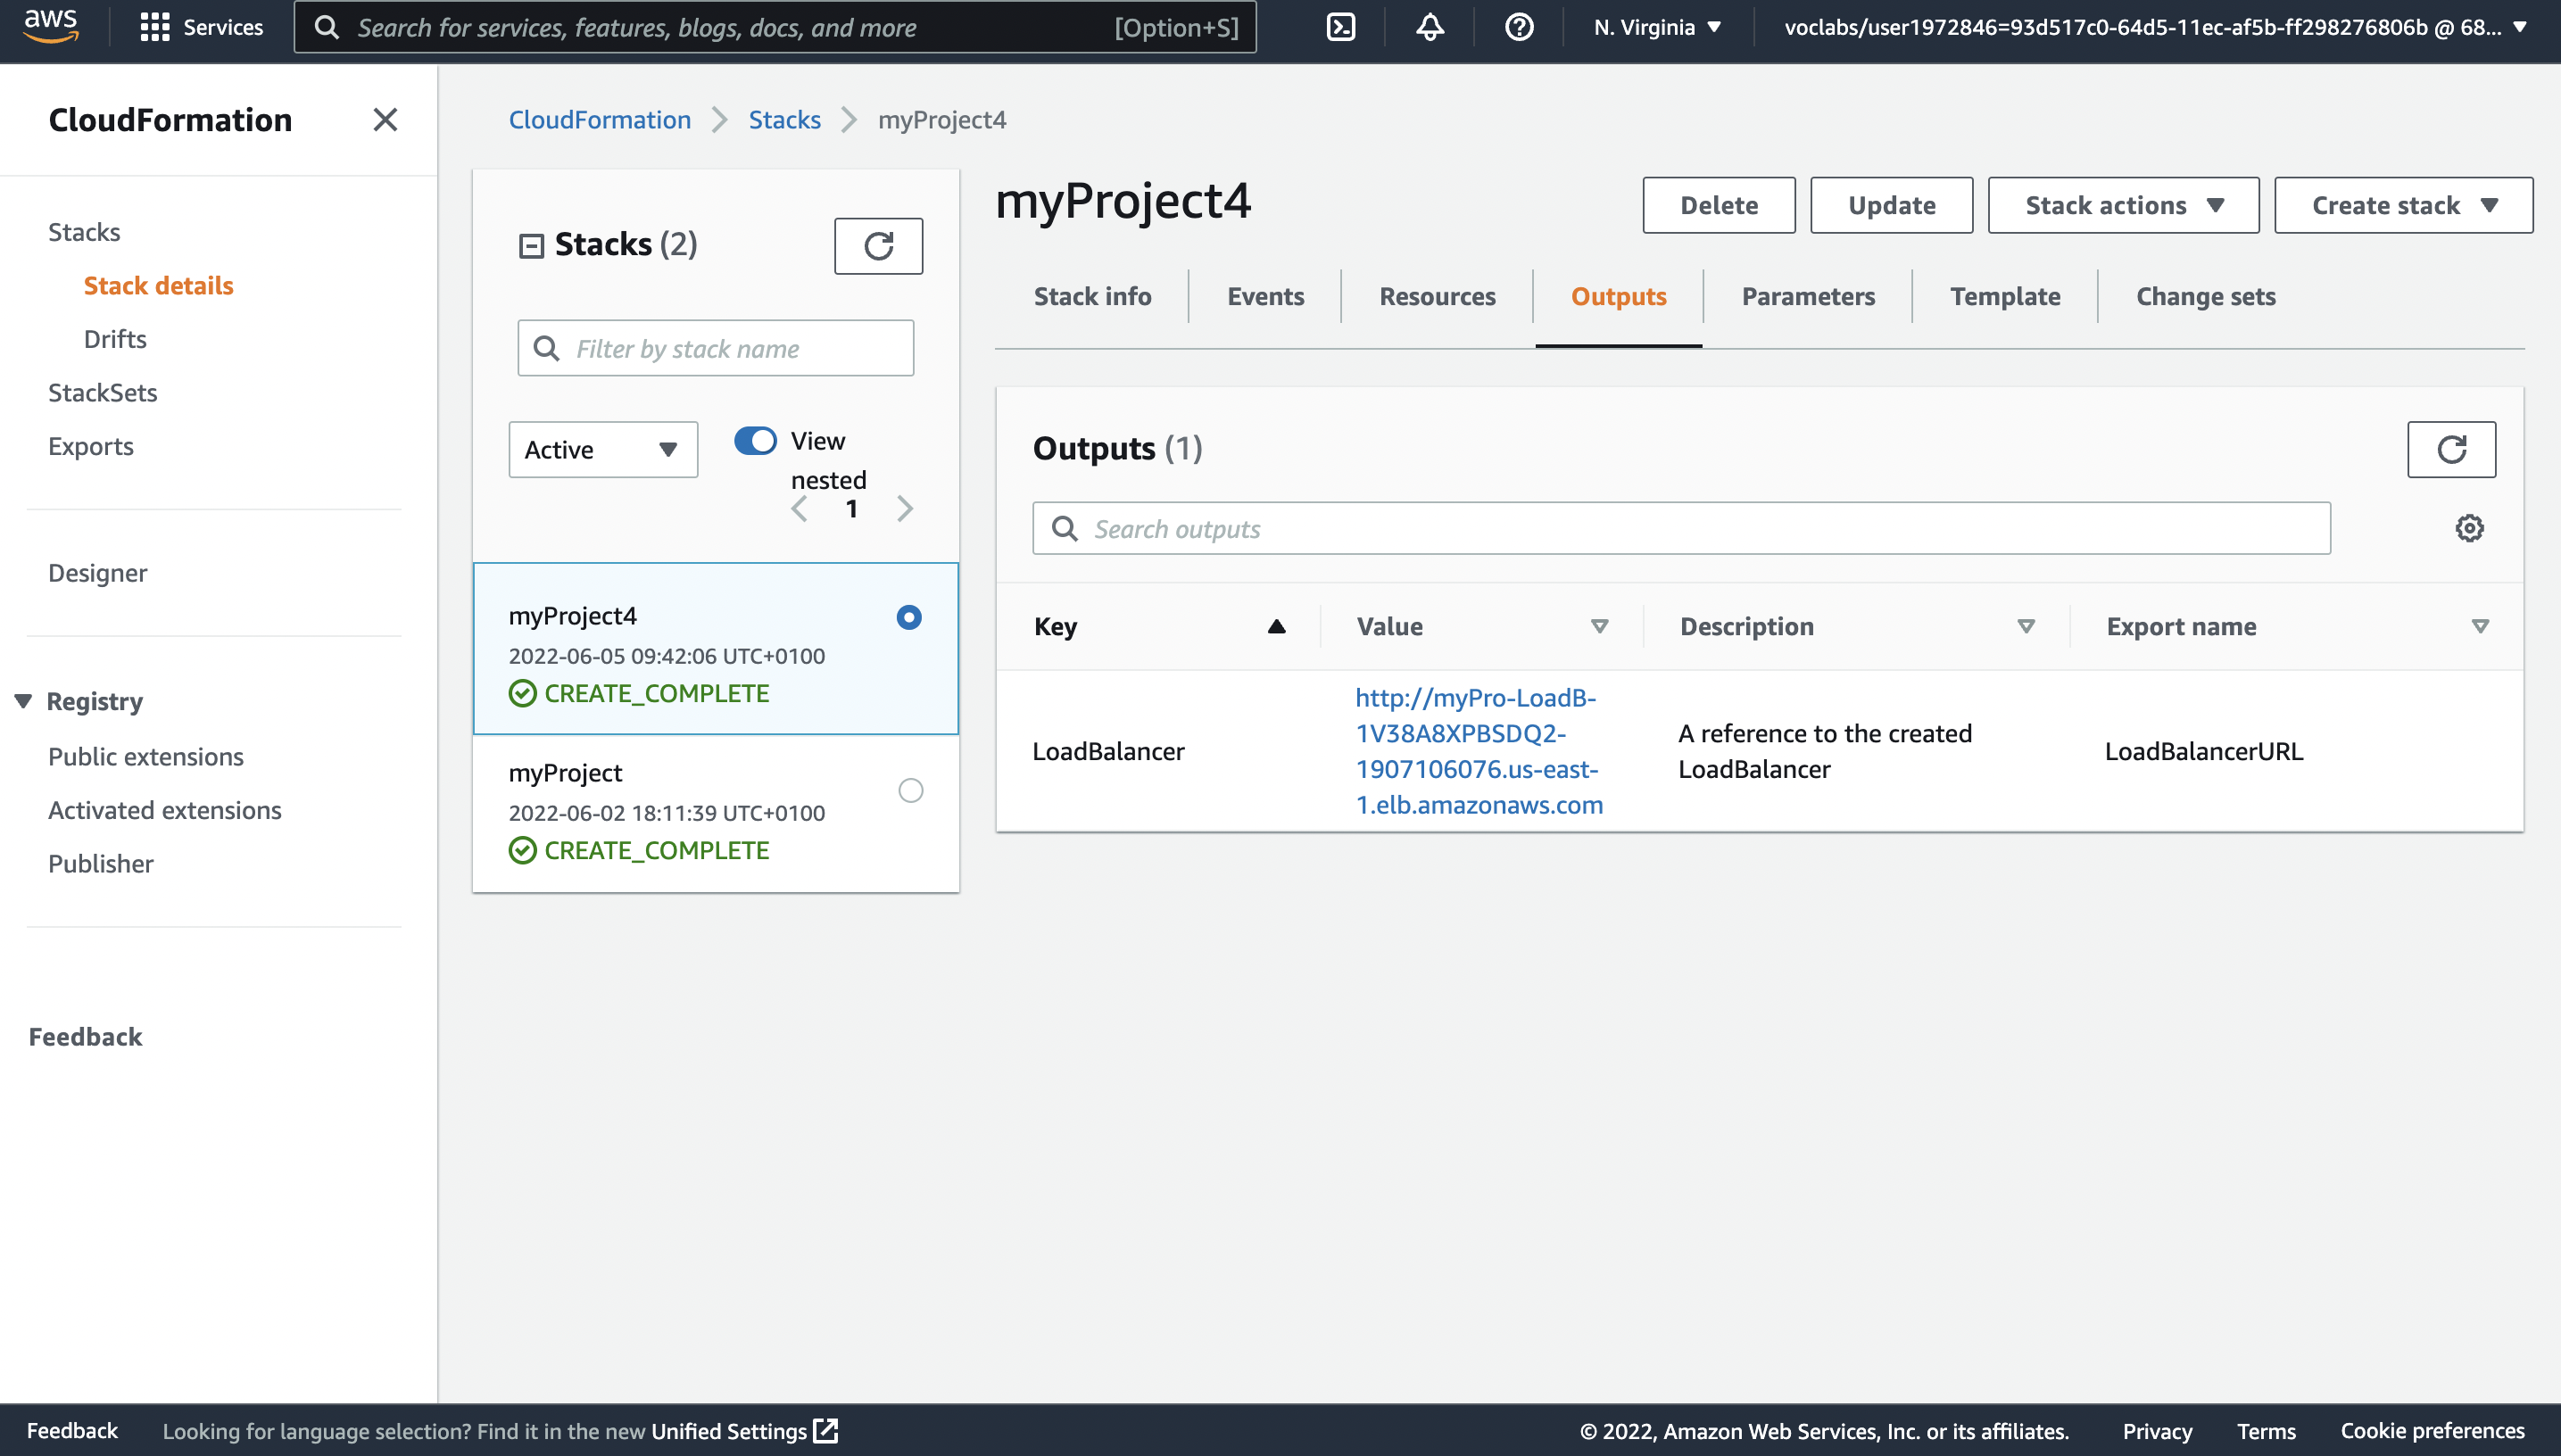 aws
Services
Search for services, features, blogs, docs, and more
[Option+S]
N. Virginia
voclabs/user1972846=93d517c0-64d5-11ec-af5b-ff298276806b @ 68...
CloudFormation
Stacks
Stack details
Drifts
StackSets
Exports
Designer
Registry
Public extensions
Activated extensions
Publisher
Feedback
CloudFormation
Stacks
myProject4
Stacks (2)
Filter by stack name
Active
View
nested
1
myProject4
2022-06-05 09:42:06 UTC+0100
CREATE_COMPLETE
myProject
2022-06-02 18:11:39 UTC+0100
CREATE_COMPLETE
myProject4
Delete
Update
Stack actions
Create stack
Stack info
Events
Resources
Outputs
Parameters
Template
Change sets
Outputs (1)
Search outputs
Key
Value
Description
Export name
LoadBalancer
http://myPro-LoadB-
1V38A8XPBSDQ2-
1907106076.us-east-
1.elb.amazonaws.com
A reference to the created
LoadBalancer
LoadBalancerURL
Feedback
Looking for language selection? Find it in the new Unified Settings
© 2022, Amazon Web Services, Inc. or its affiliates.
Privacy
Terms
Cookie preferences